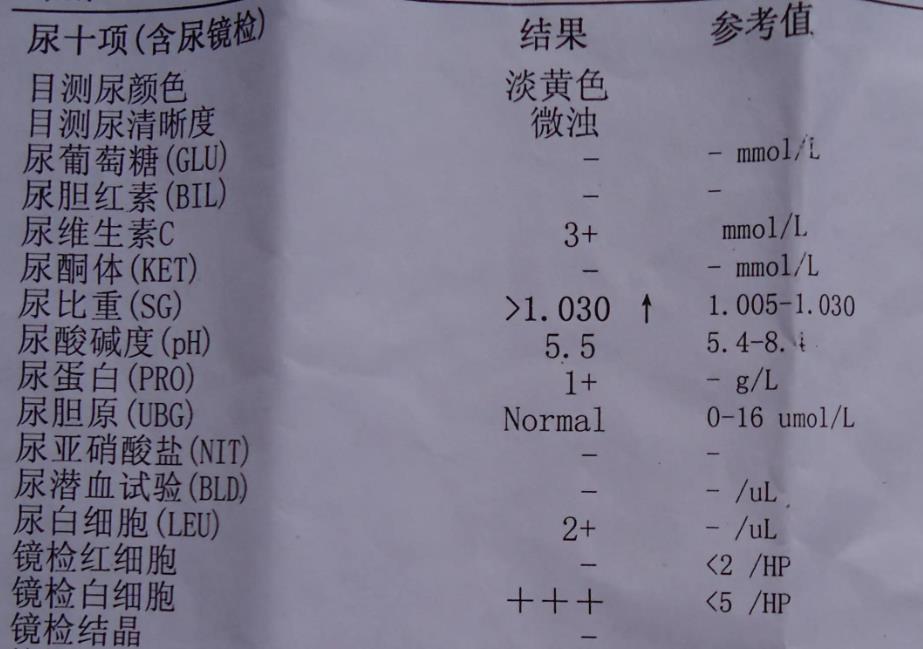 尿十项(含尿镜检) 结果 参考值
目测尿颜色 淡黄色
目测尿清晰度 微浊
尿葡萄糖(GLU) - - mmol/L
尿胆红素(BIL) - -
尿维生素C 3+ mmol/L
尿酮体(KET) - - mmol/L
尿比重(SG) >1.030 ↑ 1.005-1.030
尿酸碱度(pH) 5.5 5.4-8.
尿蛋白(PRO) 1+ - g/L
尿胆原(UBG) Normal 0-16 umol/L
尿亚硝酸盐(NIT) - -
尿潜血试验(BLD) - - /uL
尿白细胞(LEU) 2+ - /uL
镜检红细胞 - <2 /HP
镜检白细胞 +++ <5 /HP
镜检结晶 -